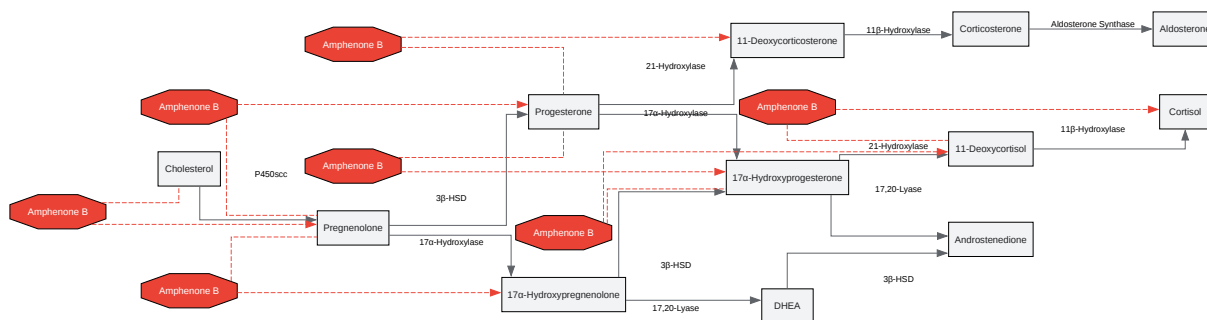 Amphenone B
11-Deoxycorticosterone
11β-Hydroxylase
Corticosterone
Aldosterone Synthase
Aldosterone
21-Hydroxylase
Amphenone B
Progesterone
17α-Hydroxylase
Amphenone B
Cortisol
11β-Hydroxylase
Cholesterol
P450scc
Amphenone B
21-Hydroxylase
11-Deoxycortisol
17α-Hydroxyprogesterone
17,20-Lyase
3β-HSD
Amphenone B
Pregnenolone
17α-Hydroxylase
Amphenone B
Androstenedione
3β-HSD
3β-HSD
Amphenone B
17α-Hydroxypregnenolone
17,20-Lyase
DHEA